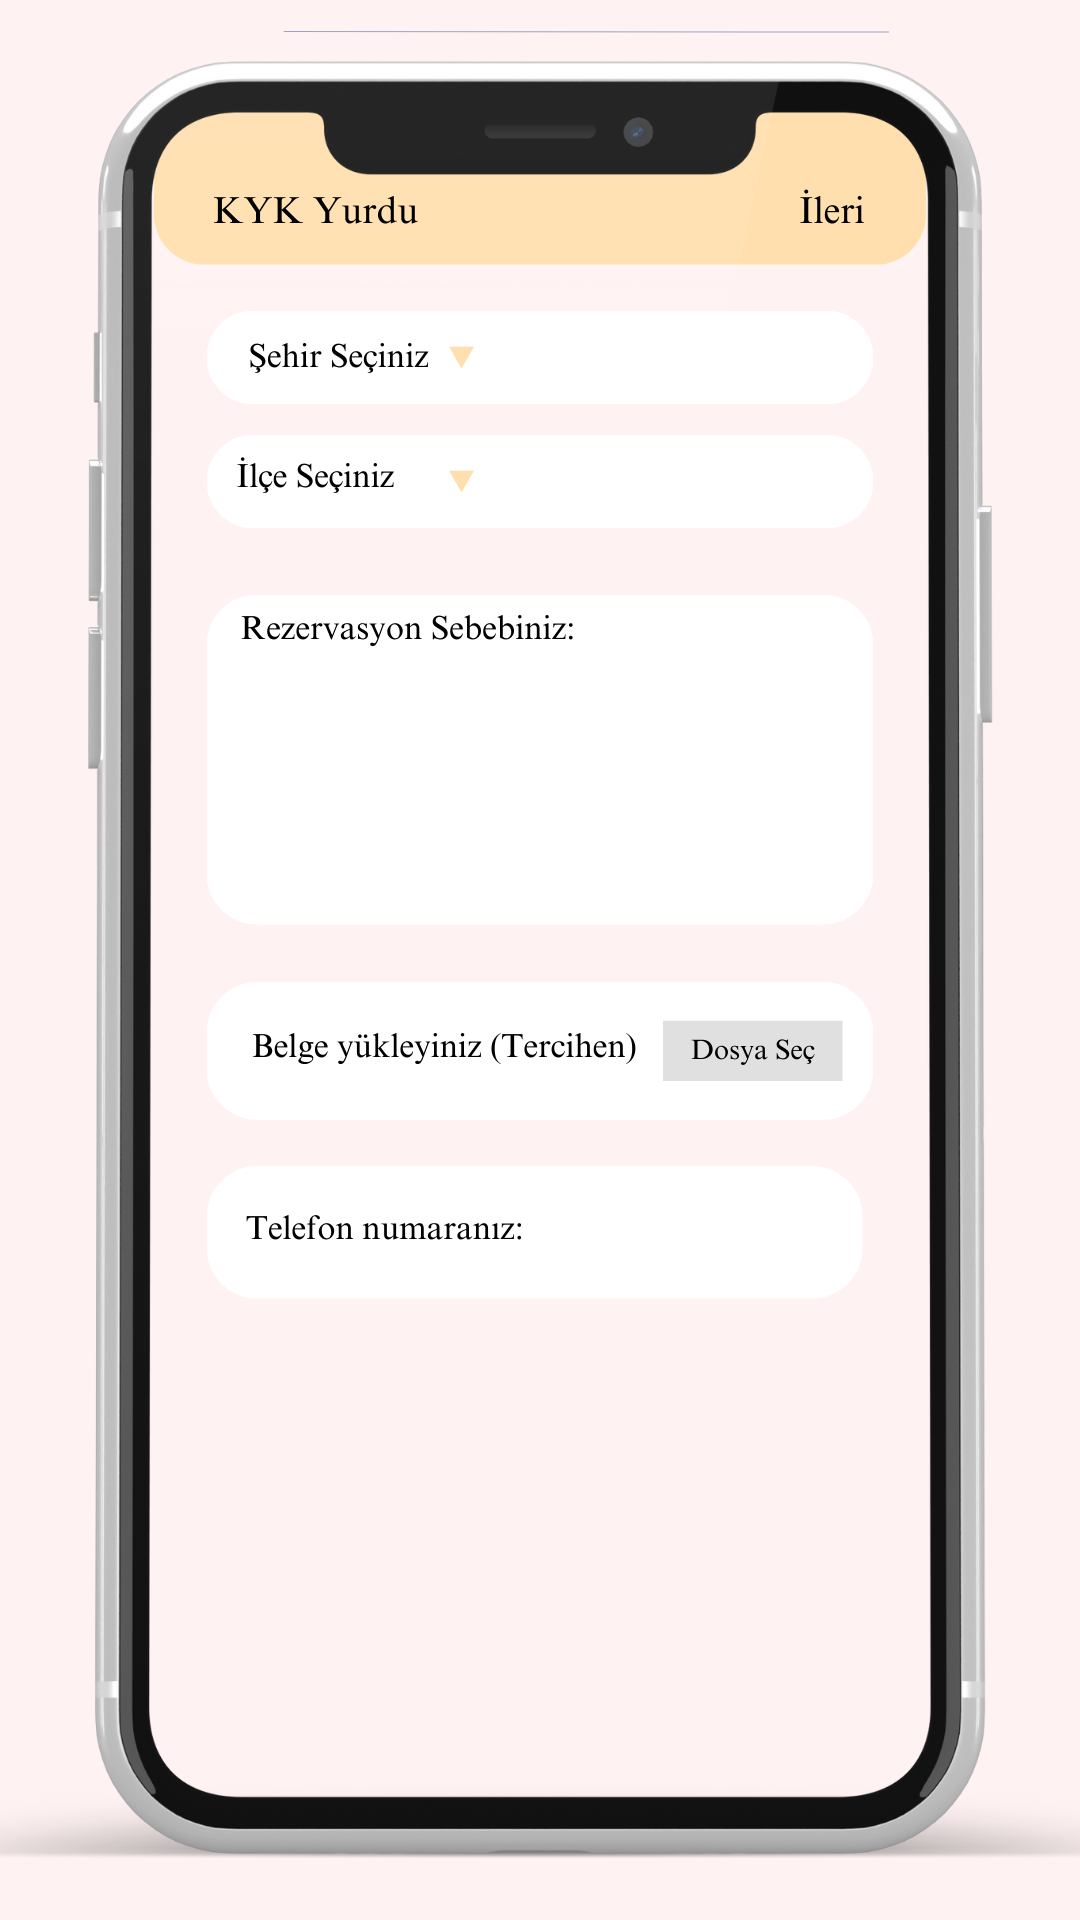 KYK Yurdu İleri
Şehir Seçiniz
İlçe Seçiniz
Rezervasyon Sebebiniz:
Belge yükleyiniz (Tercihen) Dosya Seç
Telefon numaranız: